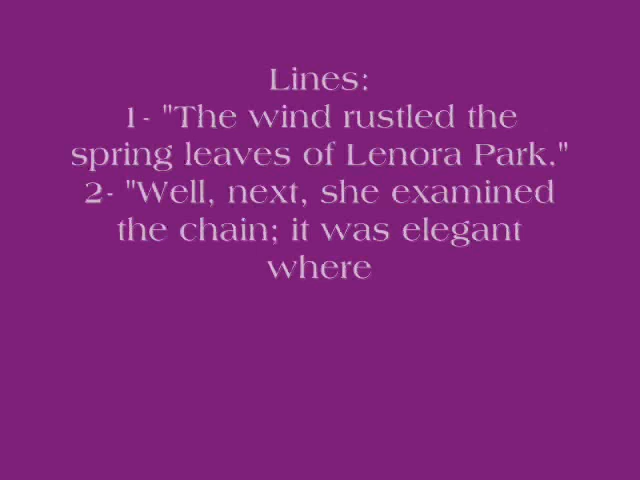 Lines:
1- "The wind rustled the
spring leaves of Lenora Park."
2- "Well, next, she examined
the chain; it was elegant
where